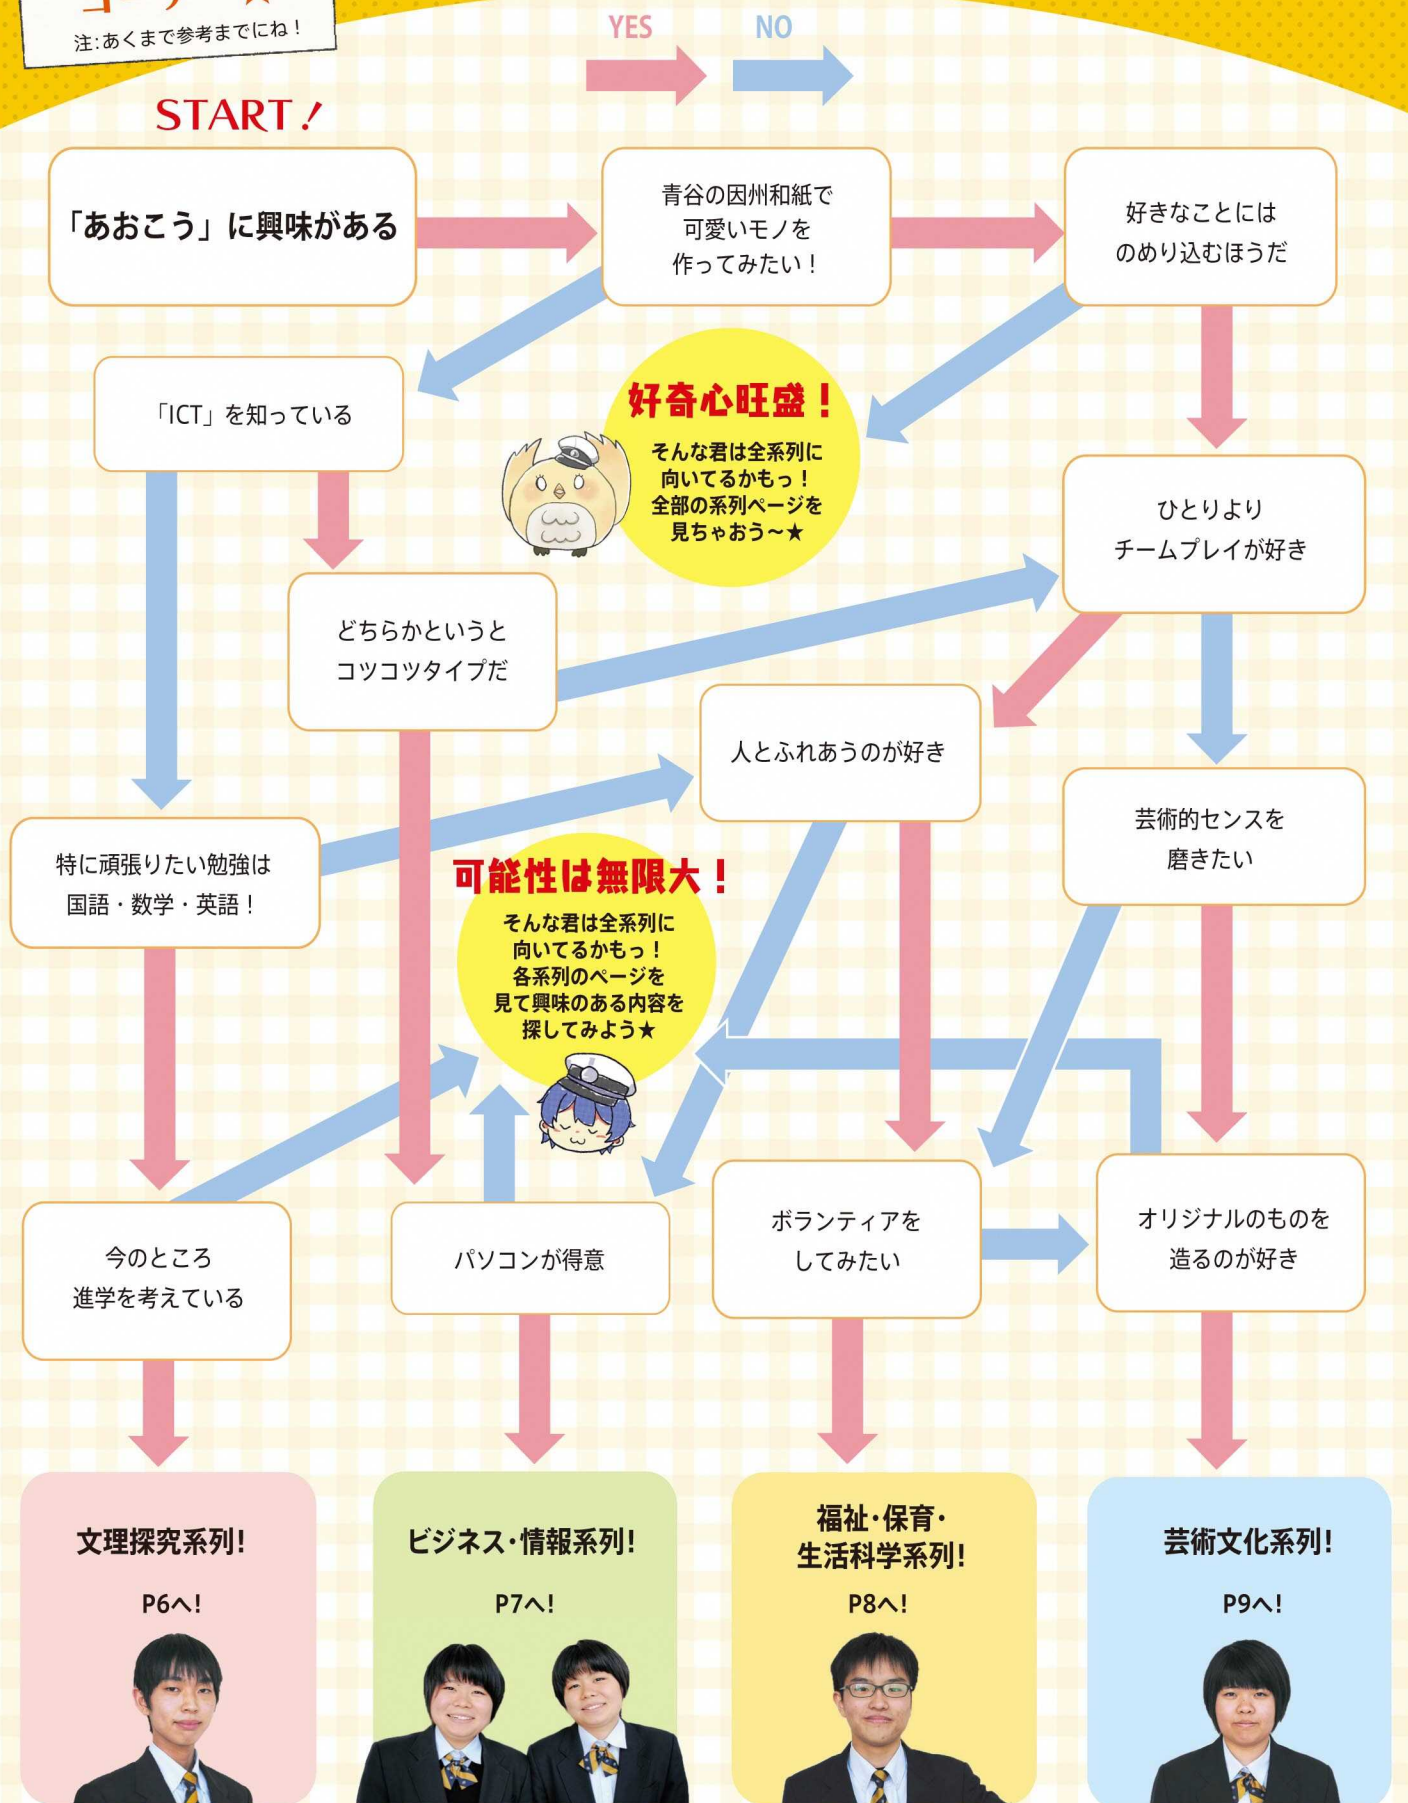 注:あくまで参考までにね！
YES
NO
START！
「あおこう」に興味がある
青谷の因州和紙で
可愛いモノを
作ってみたい！
好きなことには
のめり込むほうだ
「ICT」を知っている
好奇心旺盛！
そんな君は全系列に
向いてるかもっ！
全部の系列ページを
見ちゃおう～★
ひとりより
チームプレイが好き
どちらかというと
コツコツタイプだ
人とふれあうのが好き
芸術的センスを
磨きたい
特に頑張りたい勉強は
国語・数学・英語！
可能性は無限大！
そんな君は全系列に
向いてるかもっ！
各系列のページを
見て興味のある内容を
探してみよう★
今のところ
進学を考えている
パソコンが得意
ボランティアを
してみたい
オリジナルのものを
造るのが好き
文理探究系列!
P6へ!
ビジネス・情報系列!
P7へ!
福祉・保育・
生活科学系列!
P8へ!
芸術文化系列!
P9へ!